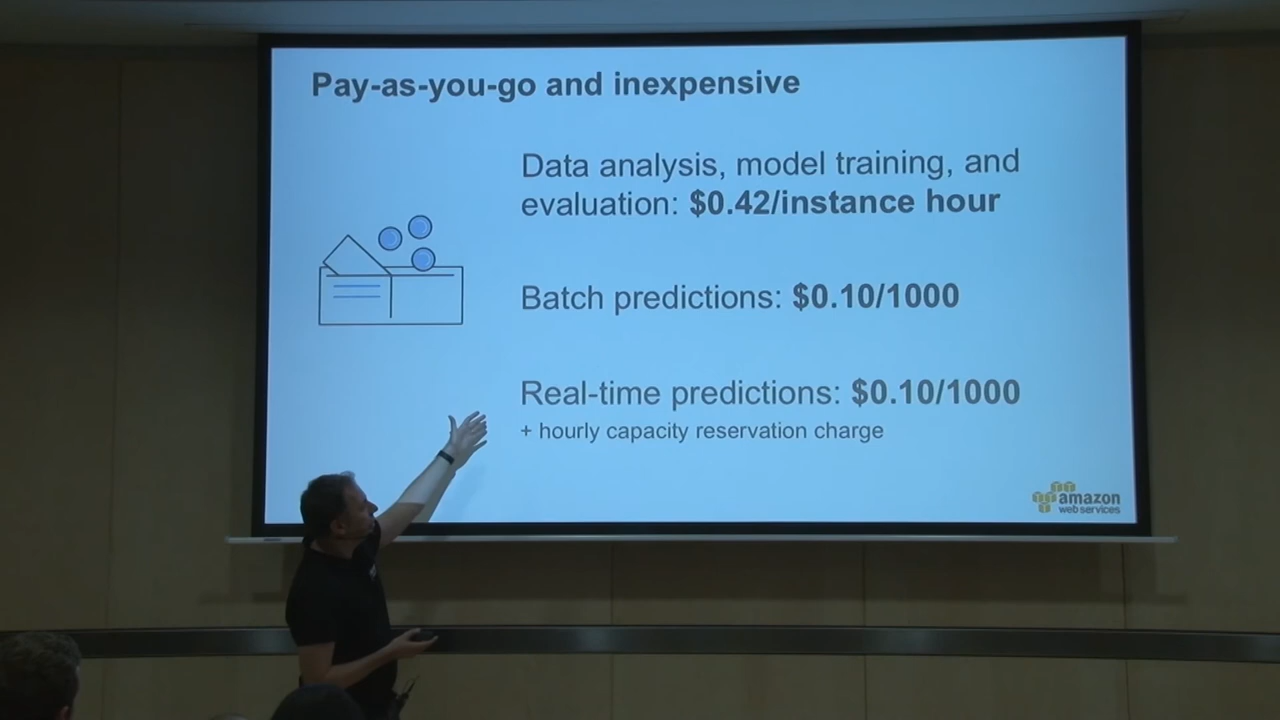 Pay-as-you-go and inexpensive
Data analysis, model training, and
evaluation: $0.42/instance hour
Batch predictions: $0.10/1000
Real-time predictions: $0.10/1000
+ hourly capacity reservation charge
amazon
web services